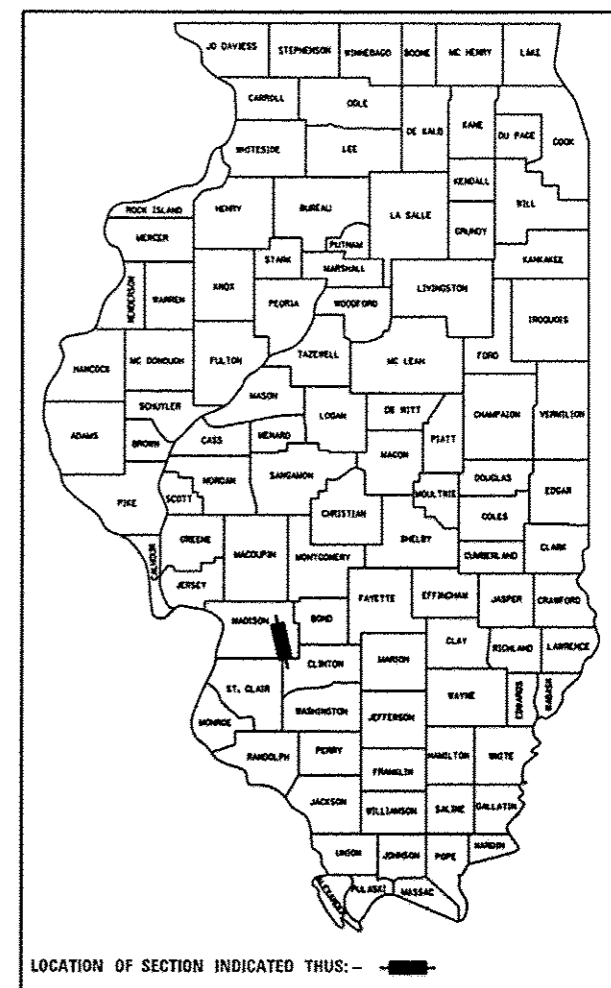 JO DAVIESS STEPHENSON WINNEBAGO BOONE MC HENRY LAKE
CARROLL OGLE DE KALB KANE DU PAGE COOK
WHITESIDE LEE KENDALL WILL
ROCK ISLAND HENRY BUREAU LA SALLE GRUNDY
MERCER PUTNAM KANKAKEE
STARK MARSHALL
HENDERSON WARREN KNOX PEORIA WOODFORD LIVINGSTON IROQUOIS
HANCOCK MC DONOUGH FULTON TAZEWELL MC LEAN FORD
SCHUYLER MASON LOGAN DE WITT CHAMPAIGN VERMILION
ADAMS BROWN CASS MENARD MACON PIATT
PIKE SCOTT MORGAN SANGAMON CHRISTIAN MOULTRIE DOUGLAS EDGAR
COLES
CALHOUN GREENE MACOUPIN MONTGOMERY SHELBY CUMBERLAND CLARK
JERSEY FAYETTE EFFINGHAM JASPER CRAWFORD
MADISON BOND CLAY RICHLAND LAWRENCE
CLINTON MARION
ST. CLAIR WAYNE EDWARDS WABASH
MONROE WASHINGTON JEFFERSON
RANDOLPH PERRY HAMILTON WHITE
FRANKLIN
JACKSON WILLIAMSON SALINE GALLATIN
UNION JOHNSON POPE HARDIN
ALEXANDER PULASKI MASSAC
LOCATION OF SECTION INDICATED THUS: -